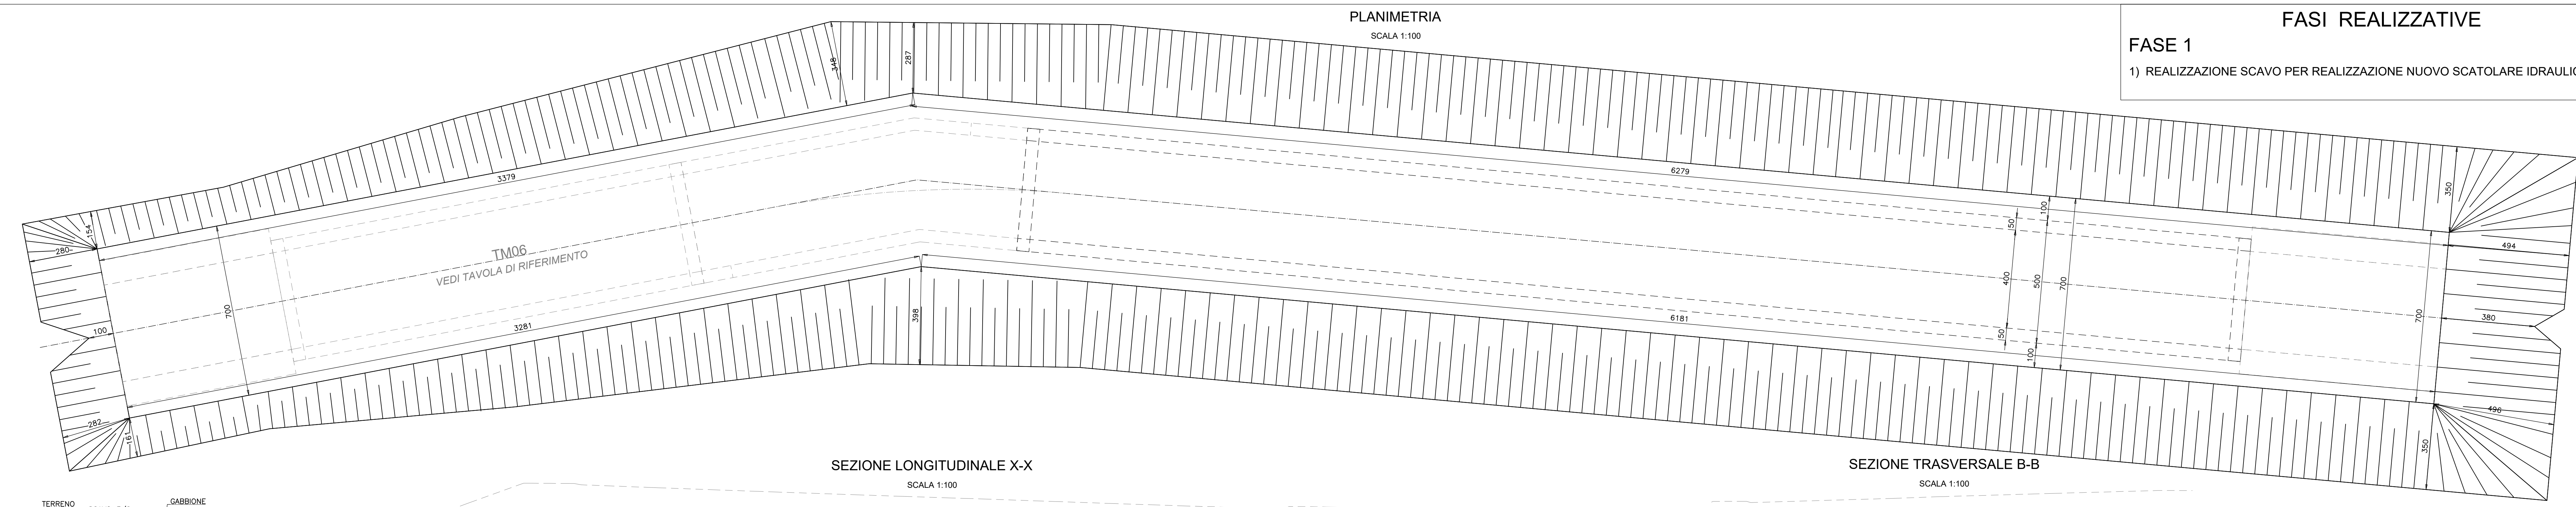 PLANIMETRIA
SCALA 1:100
FASI REALIZZATIVE
FASE 1
1) REALIZZAZIONE SCAVO PER REALIZZAZIONE NUOVO SCATOLARE IDRAULIC
348
287
3379
6279
154
280
100
700
TM06
VEDI TAVOLA DI RIFERIMENTO
3281
282
161
398
6181
50
100
400
500
700
50
100
350
494
700
380
496
350
SEZIONE LONGITUDINALE X-X
SCALA 1:100
SEZIONE TRASVERSALE B-B
SCALA 1:100
TERRENO
GABBIONE